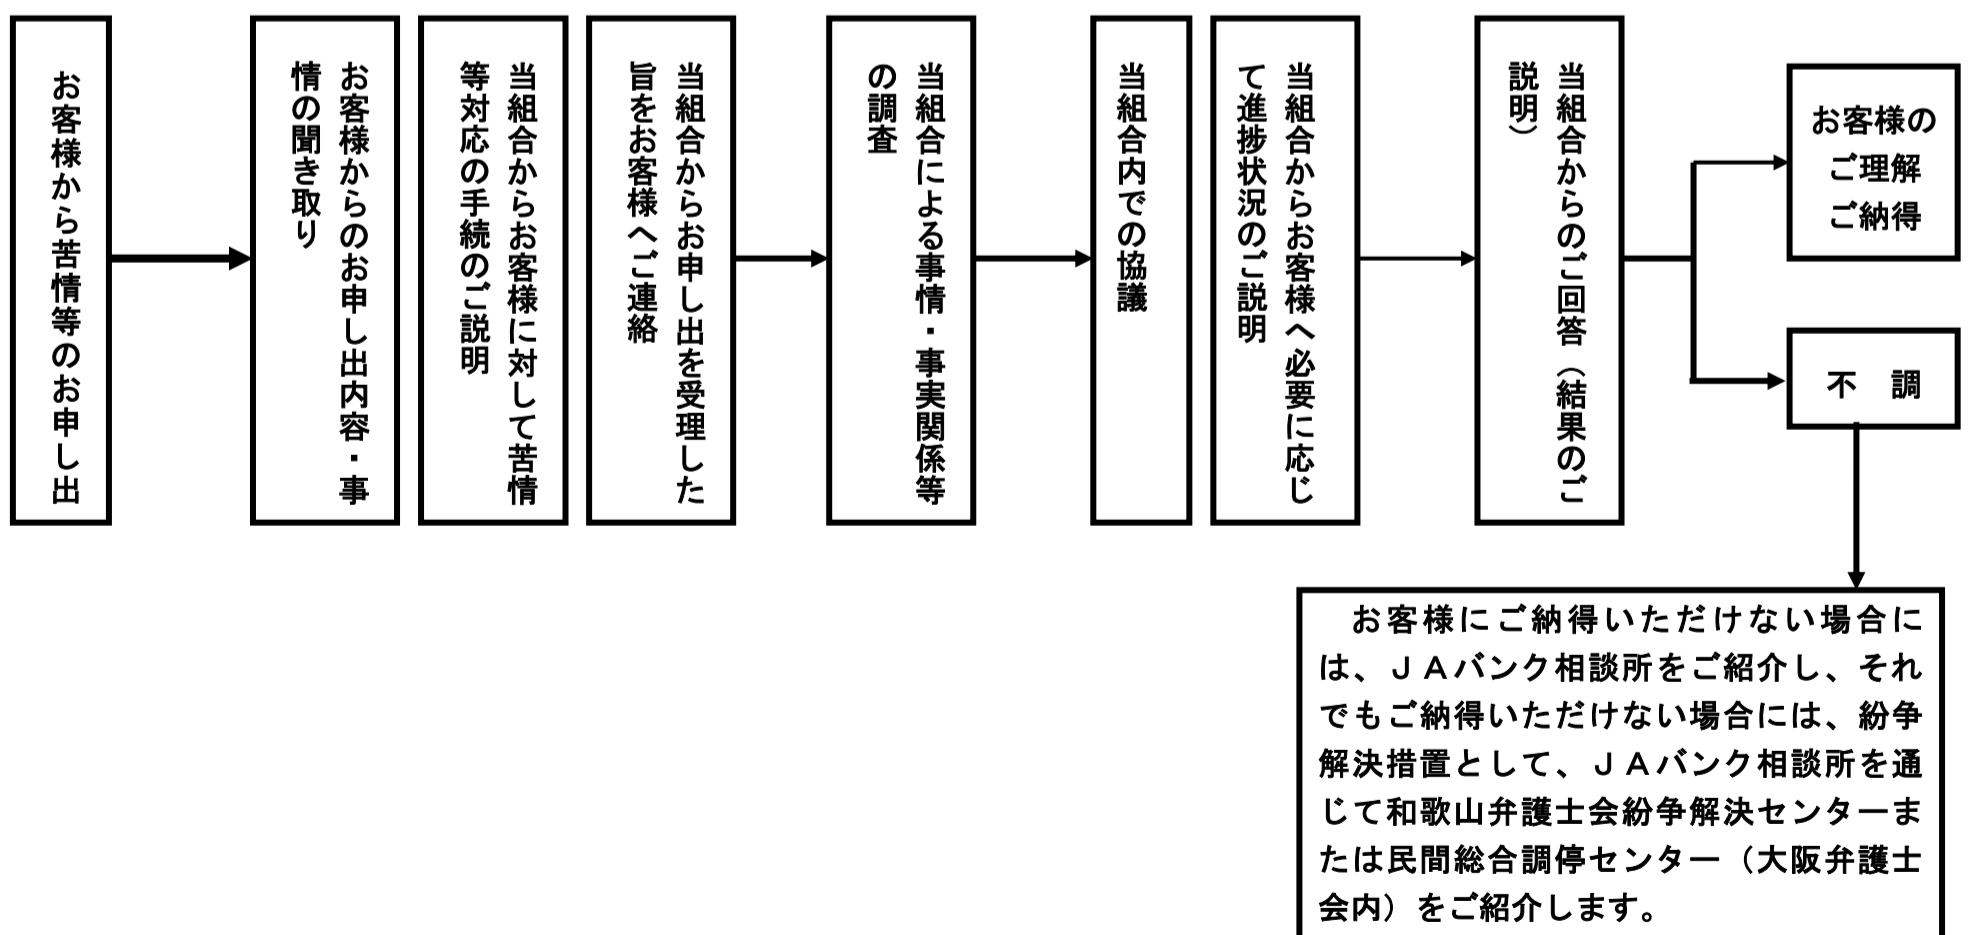 お客様から苦情等のお申し出
お客様からのお申し出内容・事
情の聞き取り
当組合からお客様に対して苦情
等対応の手続のご説明
当組合からお申し出を受理した
旨をお客様へご連絡
当組合による事情・事実関係等
の調査
当組合内での協議
当組合からお客様へ必要に応じ
て進捗状況のご説明
当組合からのご回答（結果のご
説明）
お客様の
ご理解
ご納得
不　調
お客様にご納得いただけない場合に
は、ＪＡバンク相談所をご紹介し、それ
でもご納得いただけない場合には、紛争
解決措置として、ＪＡバンク相談所を通
じて和歌山弁護士会紛争解決センターま
たは民間総合調停センター（大阪弁護士
会内）をご紹介します。